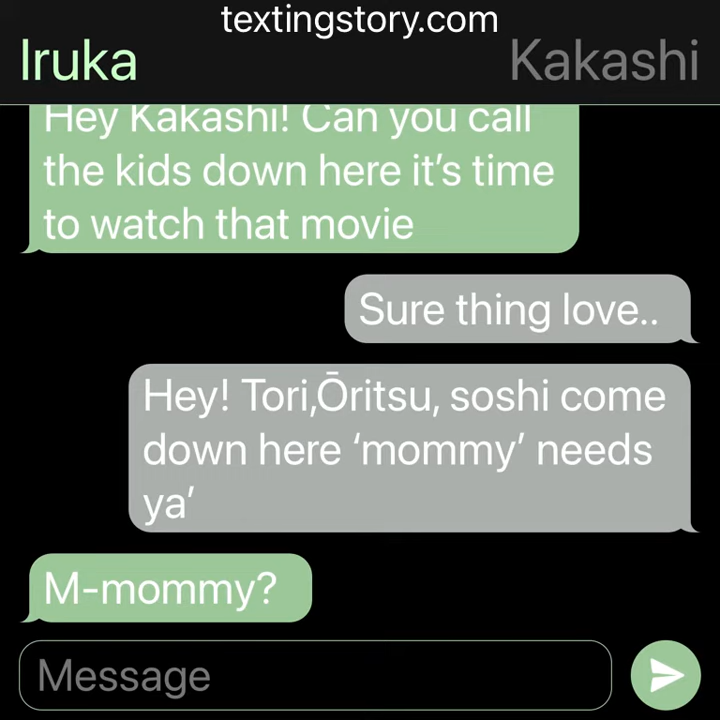 textingstory.com
Iruka
Kakashi
Hey Kakashi! Can you call
the kids down here it’s time
to watch that movie
Sure thing love..
Hey! Tori,Ōritsu, soshi come
down here ‘mommy’ needs
ya’
M-mommy?
Message